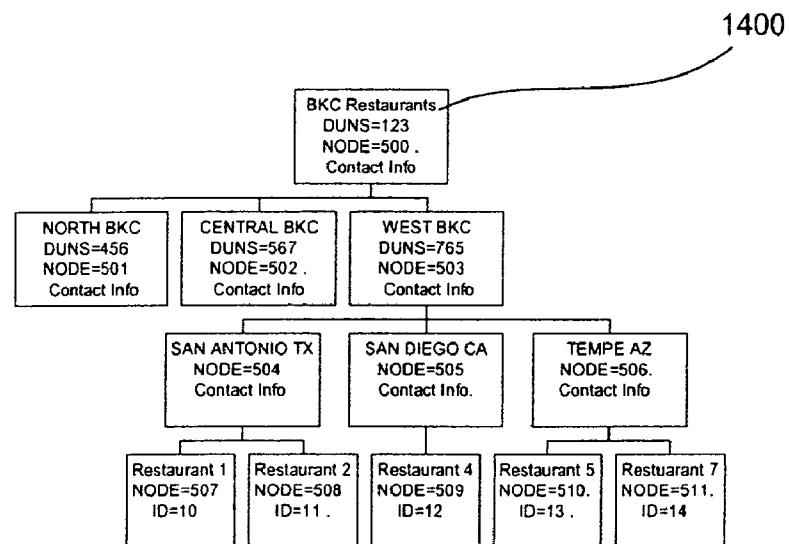 1400
BKC Restaurants
DUNS=123
NODE=500 .
Contact Info
NORTH BKC
DUNS=456
NODE=501
Contact Info
CENTRAL BKC
DUNS=567
NODE=502 .
Contact Info
WEST BKC
DUNS=765
NODE=503
Contact Info
SAN ANTONIO TX
NODE=504
Contact Info
SAN DIEGO CA
NODE=505
Contact Info.
TEMPE AZ
NODE=506.
Contact Info
Restaurant 1
NODE=507
ID=10
Restaurant 2
NODE=508
ID=11 .
Restaurant 4
NODE=509
ID=12
Restaurant 5
NODE=510.
ID=13 .
Restuarant 7
NODE=511.
ID=14